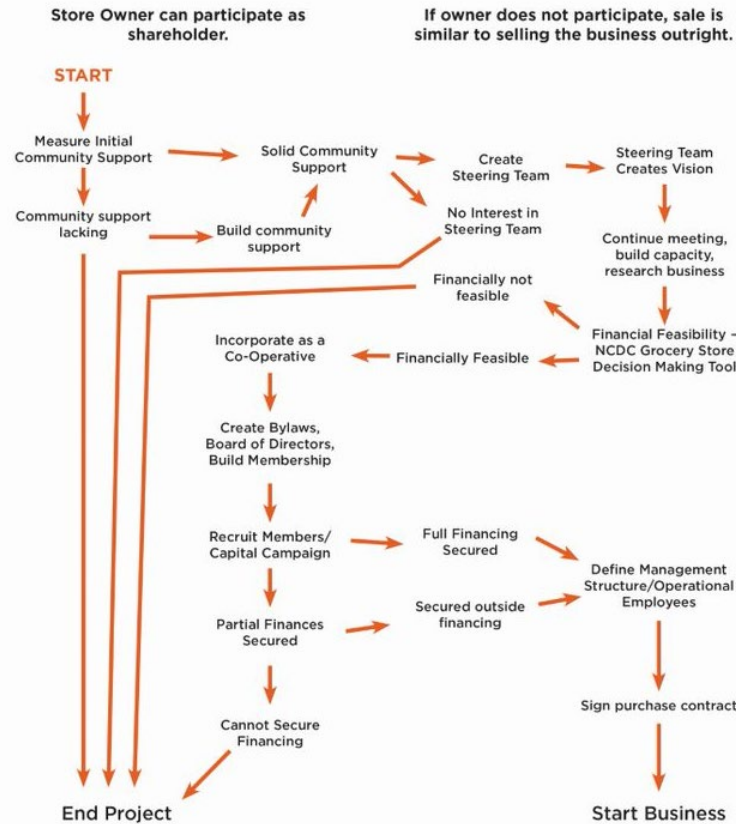 Store Owner can participate as
shareholder.
If owner does not participate, sale is
similar to selling the business outright.
START
Measure Initial
Community Support
Solid Community
Support
Create
Steering Team
Steering Team
Creates Vision
Community support
lacking
Build community
support
No Interest in
Steering Team
Continue meeting,
build capacity,
research business
Financially not
feasible
Financial Feasibility –
NCDC Grocery Store
Decision Making Tool
Incorporate as a
Co-Operative
Financially Feasible
Create Bylaws,
Board of Directors,
Build Membership
Recruit Members/
Capital Campaign
Full Financing
Secured
Define Management
Structure/Operational
Employees
Partial Finances
Secured
Secured outside
financing
Cannot Secure
Financing
Sign purchase contract
End Project
Start Business